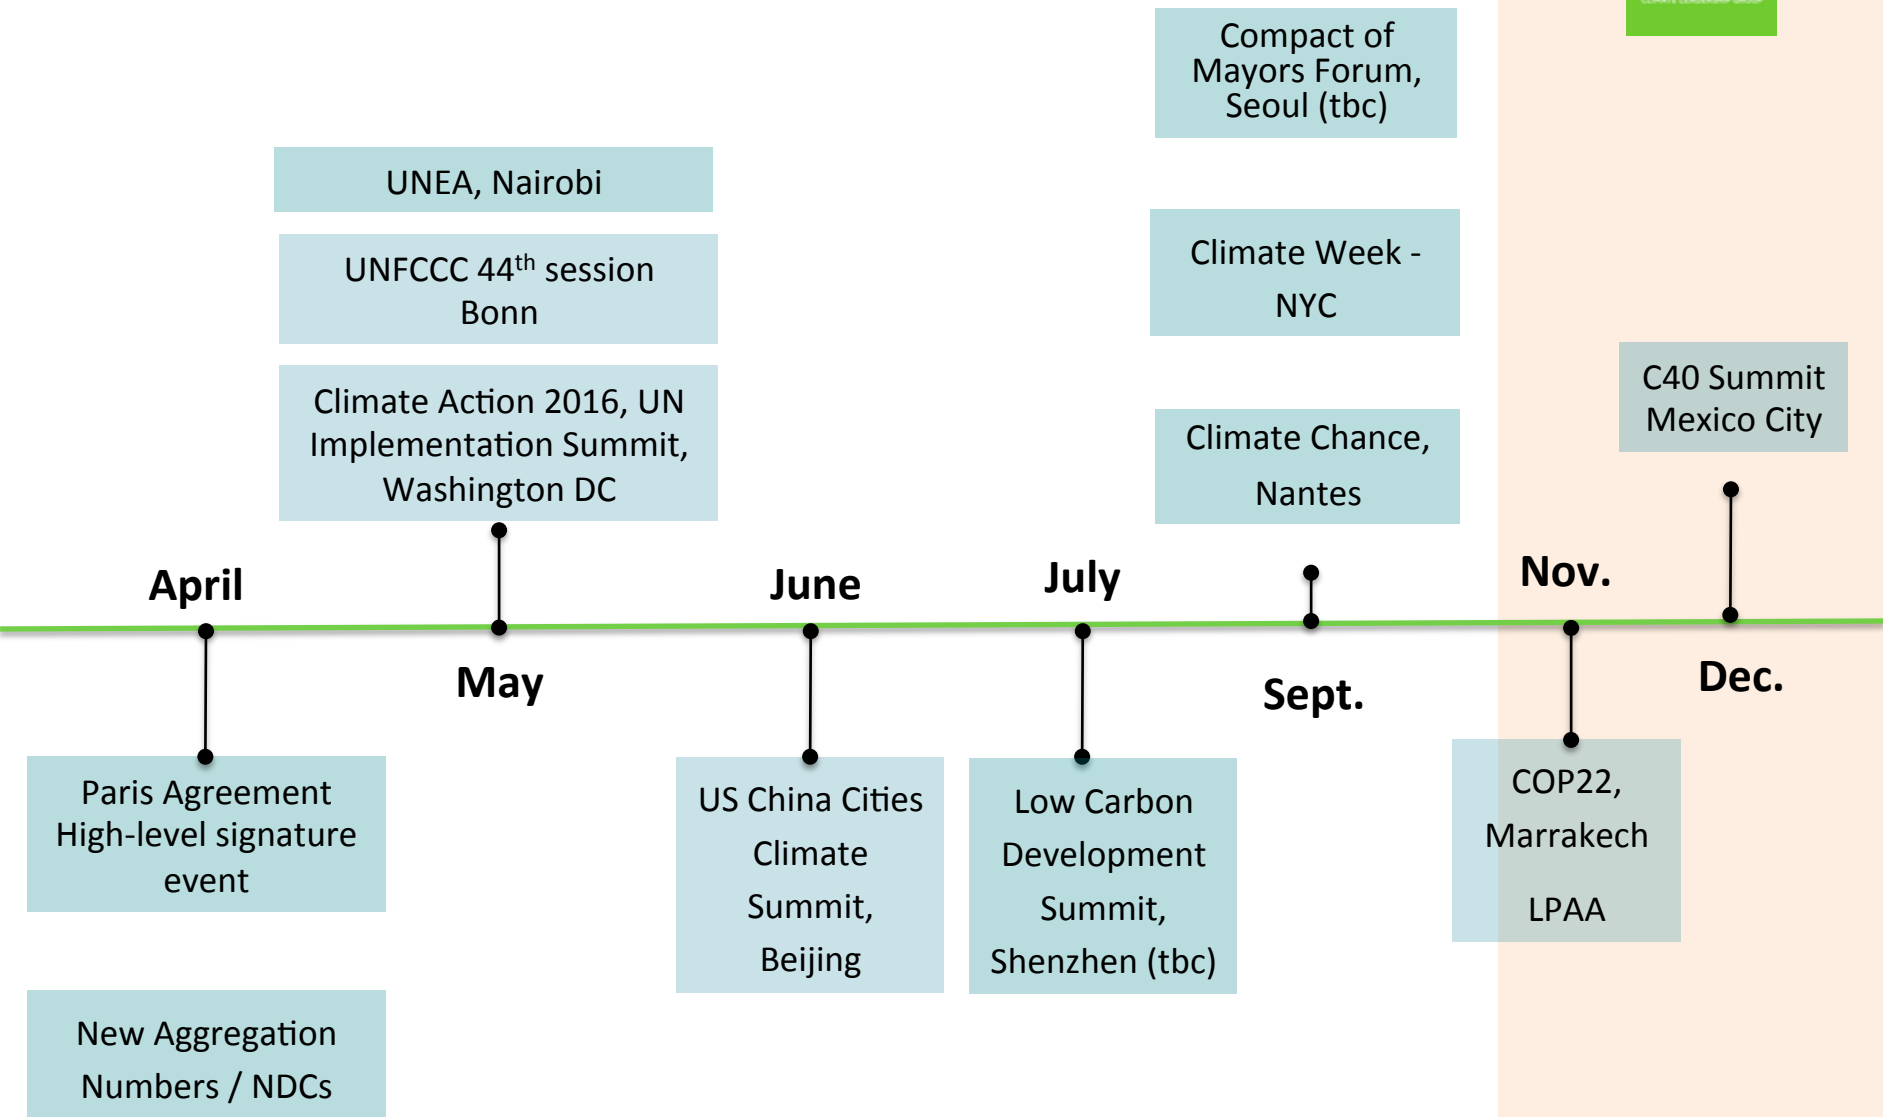 CLIMATE LEADERSHIP GROUP
Compact of
Mayors Forum,
Seoul (tbc)
UNEA, Nairobi
UNFCCC 44th session
Bonn
Climate Week -
NYC
Climate Action 2016, UN
Implementation Summit,
Washington DC
C40 Summit
Mexico City
Climate Chance,
Nantes
April
June
July
Nov.
May
Sept.
Dec.
Paris Agreement
High-level signature
event
US China Cities
Climate
Summit,
Beijing
Low Carbon
Development
Summit,
Shenzhen (tbc)
COP22,
Marrakech
LPAA
New Aggregation
Numbers / NDCs